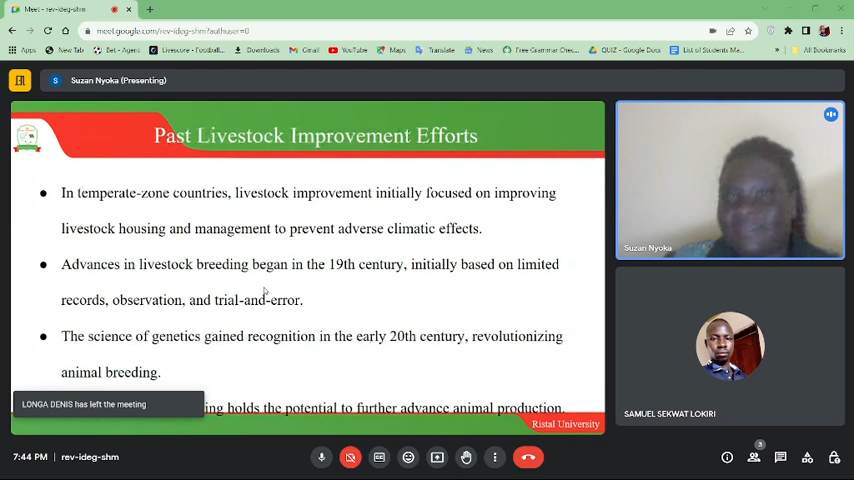 Meet - rev-ideg-shm
meet.google.com/rev-ideg-shm?authuser=0
Apps
New Tab
Bet - Agent
Livescore - Football...
Downloads
Gmail
YouTube
Maps
Translate
News
Free Grammar Chec...
QUIZ - Google Docs
List of Students Ma...
»
All Bookmarks
S
Suzan Nyoka (Presenting)
Past Livestock Improvement Efforts
● In temperate-zone countries, livestock improvement initially focused on improving
livestock housing and management to prevent adverse climatic effects.
● Advances in livestock breeding began in the 19th century, initially based on limited
records, observation, and trial-and-error.
● The science of genetics gained recognition in the early 20th century, revolutionizing
animal breeding.
ing holds the potential to further advance animal production.
LONGA DENIS has left the meeting
Ristal University
Suzan Nyoka
SAMUEL SEKWAT LOKIRI
7:44 PM | rev-ideg-shm
3